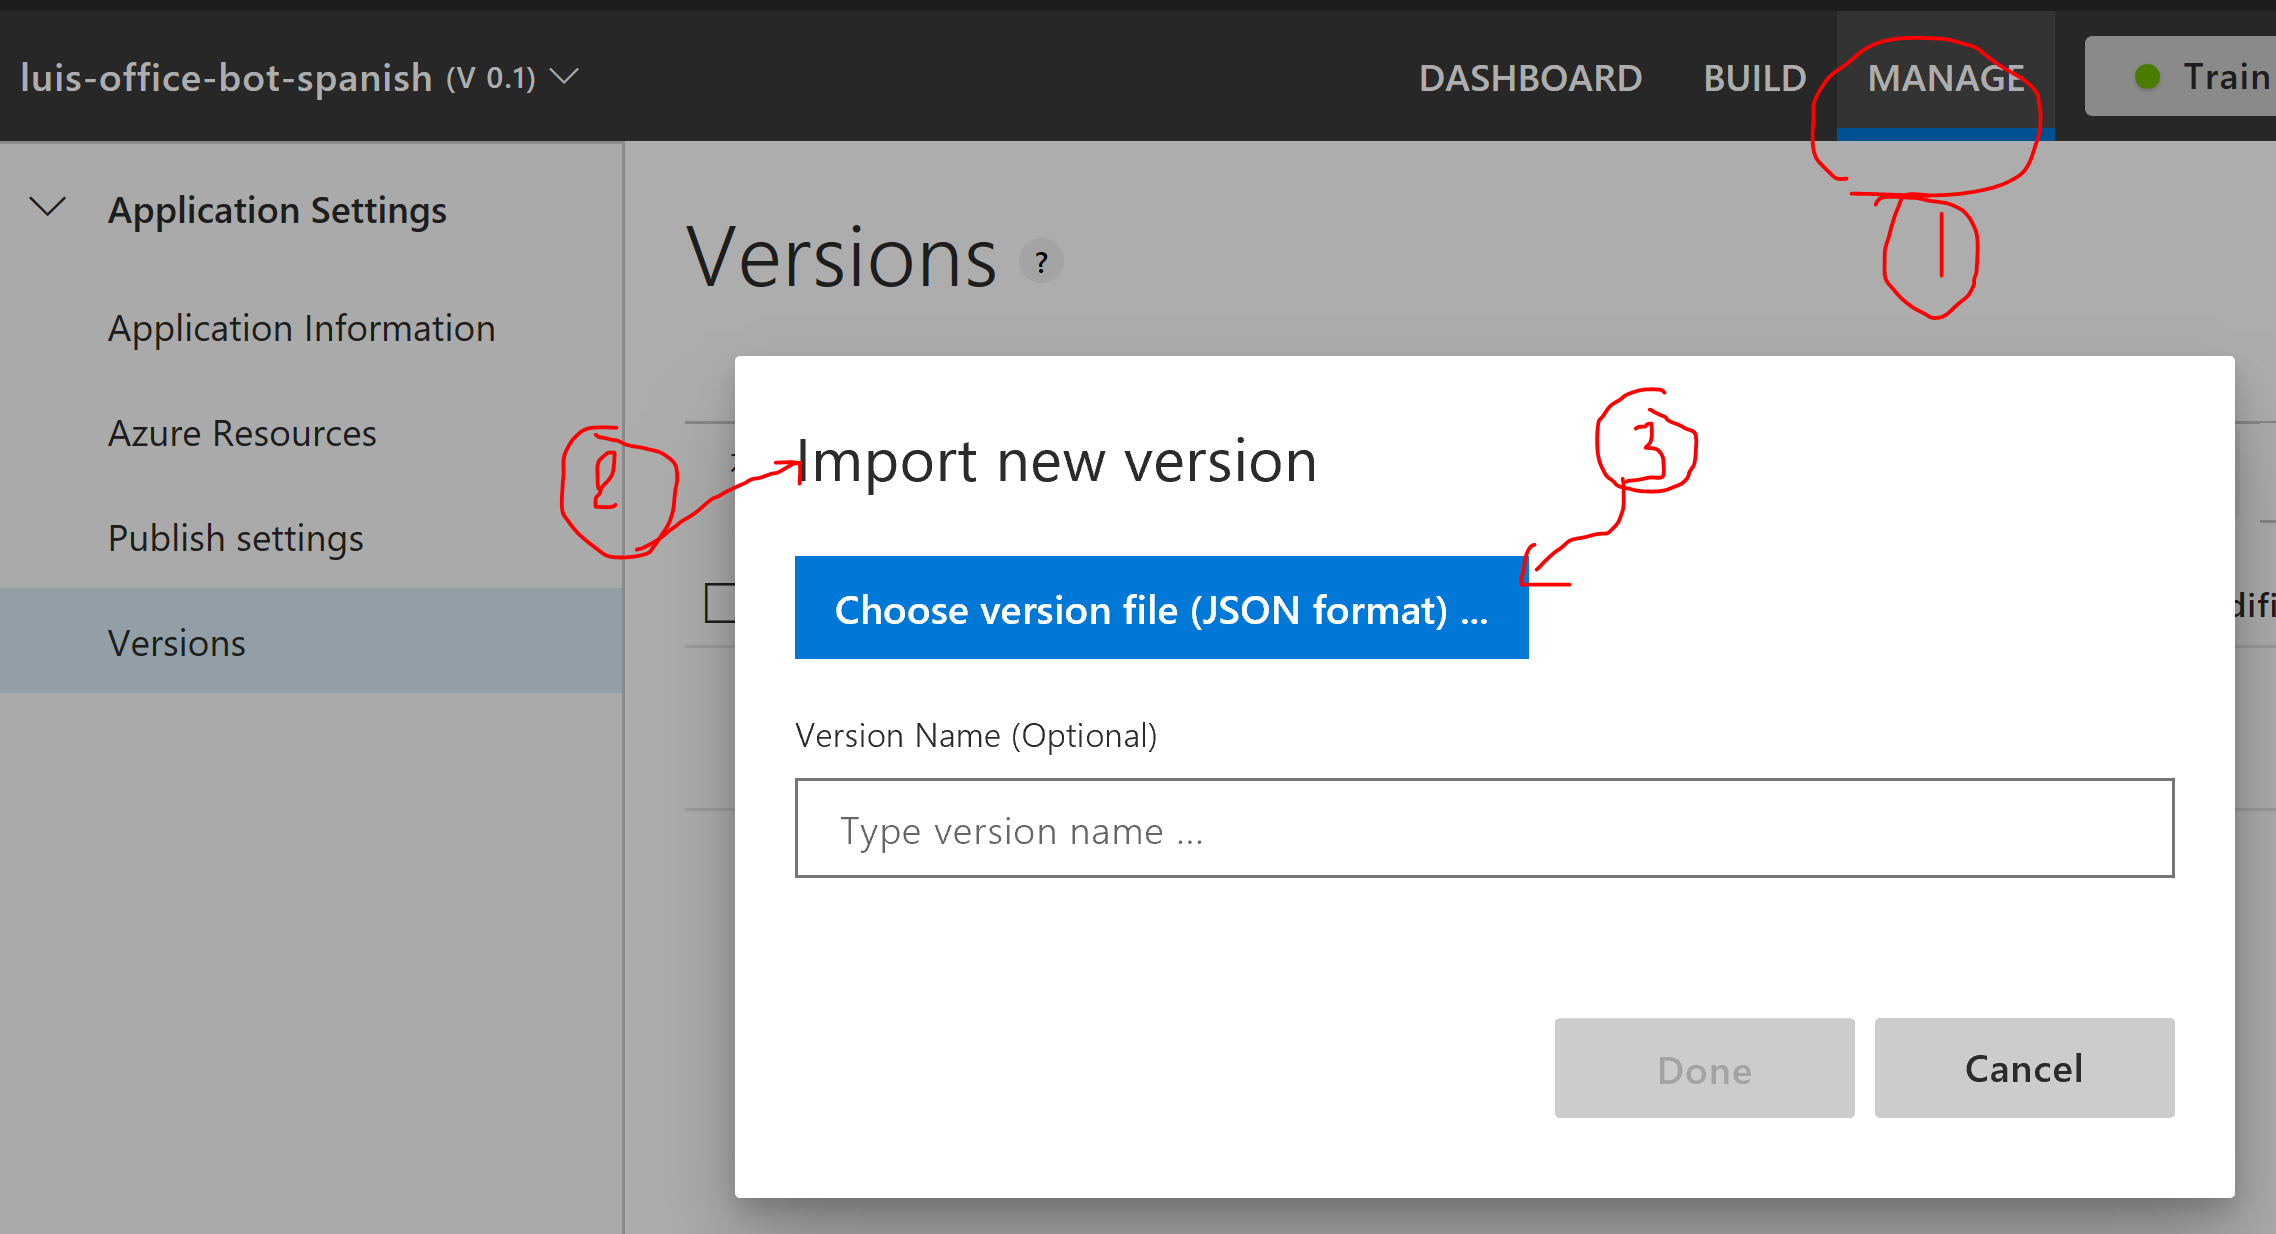 luis-office-bot-spanish (V 0.1)
DASHBOARD BUILD MANAGE Train
1
Application Settings
Application Information
Azure Resources
Publish settings
Versions
Versions ?
2
3
Import new version
Choose version file (JSON format) ...
Version Name (Optional)
Type version name ...
Done Cancel